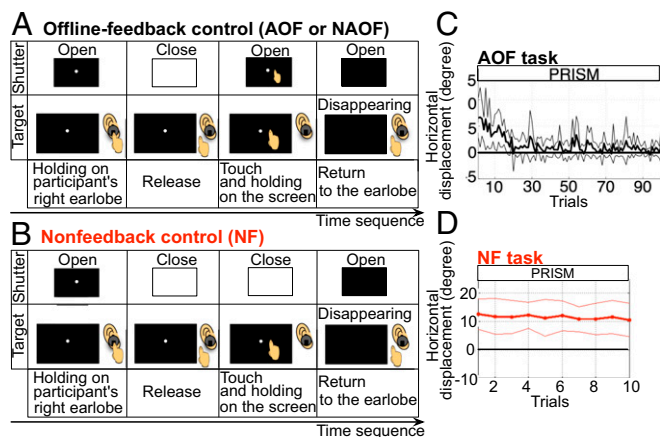 A
Offline-feedback control (AOF or NAOF)
Shutter
Open
Close
Open
Open
Target
Disappearing
Holding on
participant's
right earlobe
Release
Touch
and holding
on the screen
Return
to the earlobe
Time sequence
B
Nonfeedback control (NF)
Shutter
Open
Close
Close
Open
Target
Disappearing
Holding on
participant's
right earlobe
Release
Touch
and holding
on the screen
Return
to the earlobe
Time sequence
C
AOF task
PRISM
Horizontal
displacement (degree)
5
0
5
0
-5
10
30
50
70
90
Trials
D
NF task
PRISM
Horizontal
displacement (degree)
20
10
0
-10
2
4
6
8
10
Trials